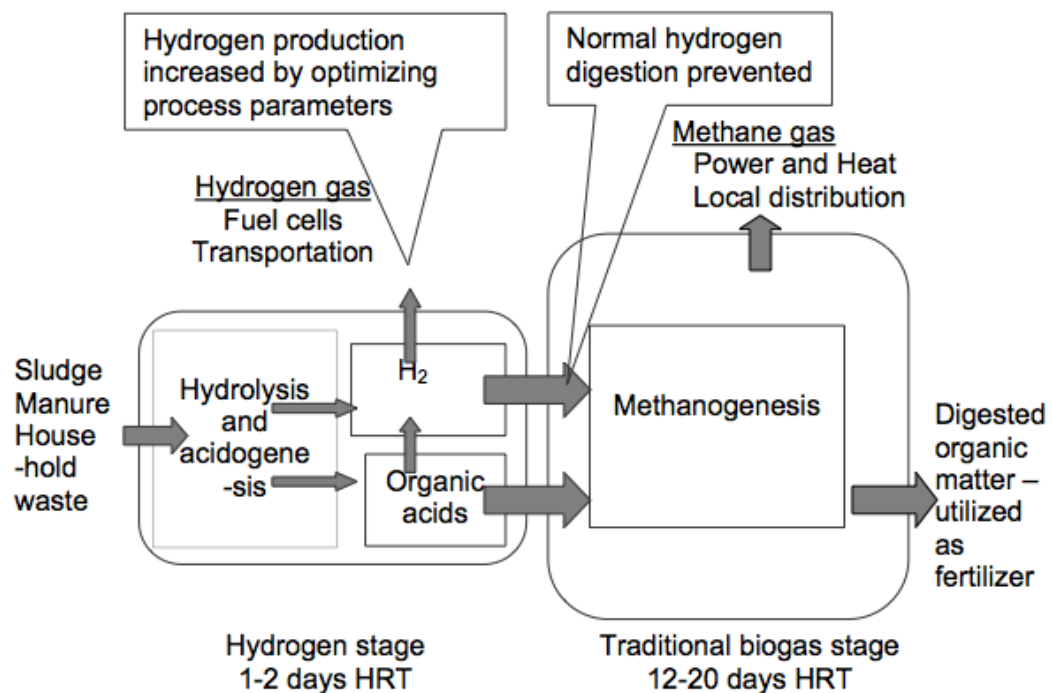 Hydrogen production
increased by optimizing
process parameters
Normal hydrogen
digestion prevented
Methane gas
Power and Heat
Local distribution
Hydrogen gas
Fuel cells
Transportation
Sludge
Manure
House
-hold
waste
Hydrolysis
and
acidogene
-sis
H₂
Organic
acids
Methanogenesis
Digested
organic
matter –
utilized
as
fertilizer
Hydrogen stage
1-2 days HRT
Traditional biogas stage
12-20 days HRT